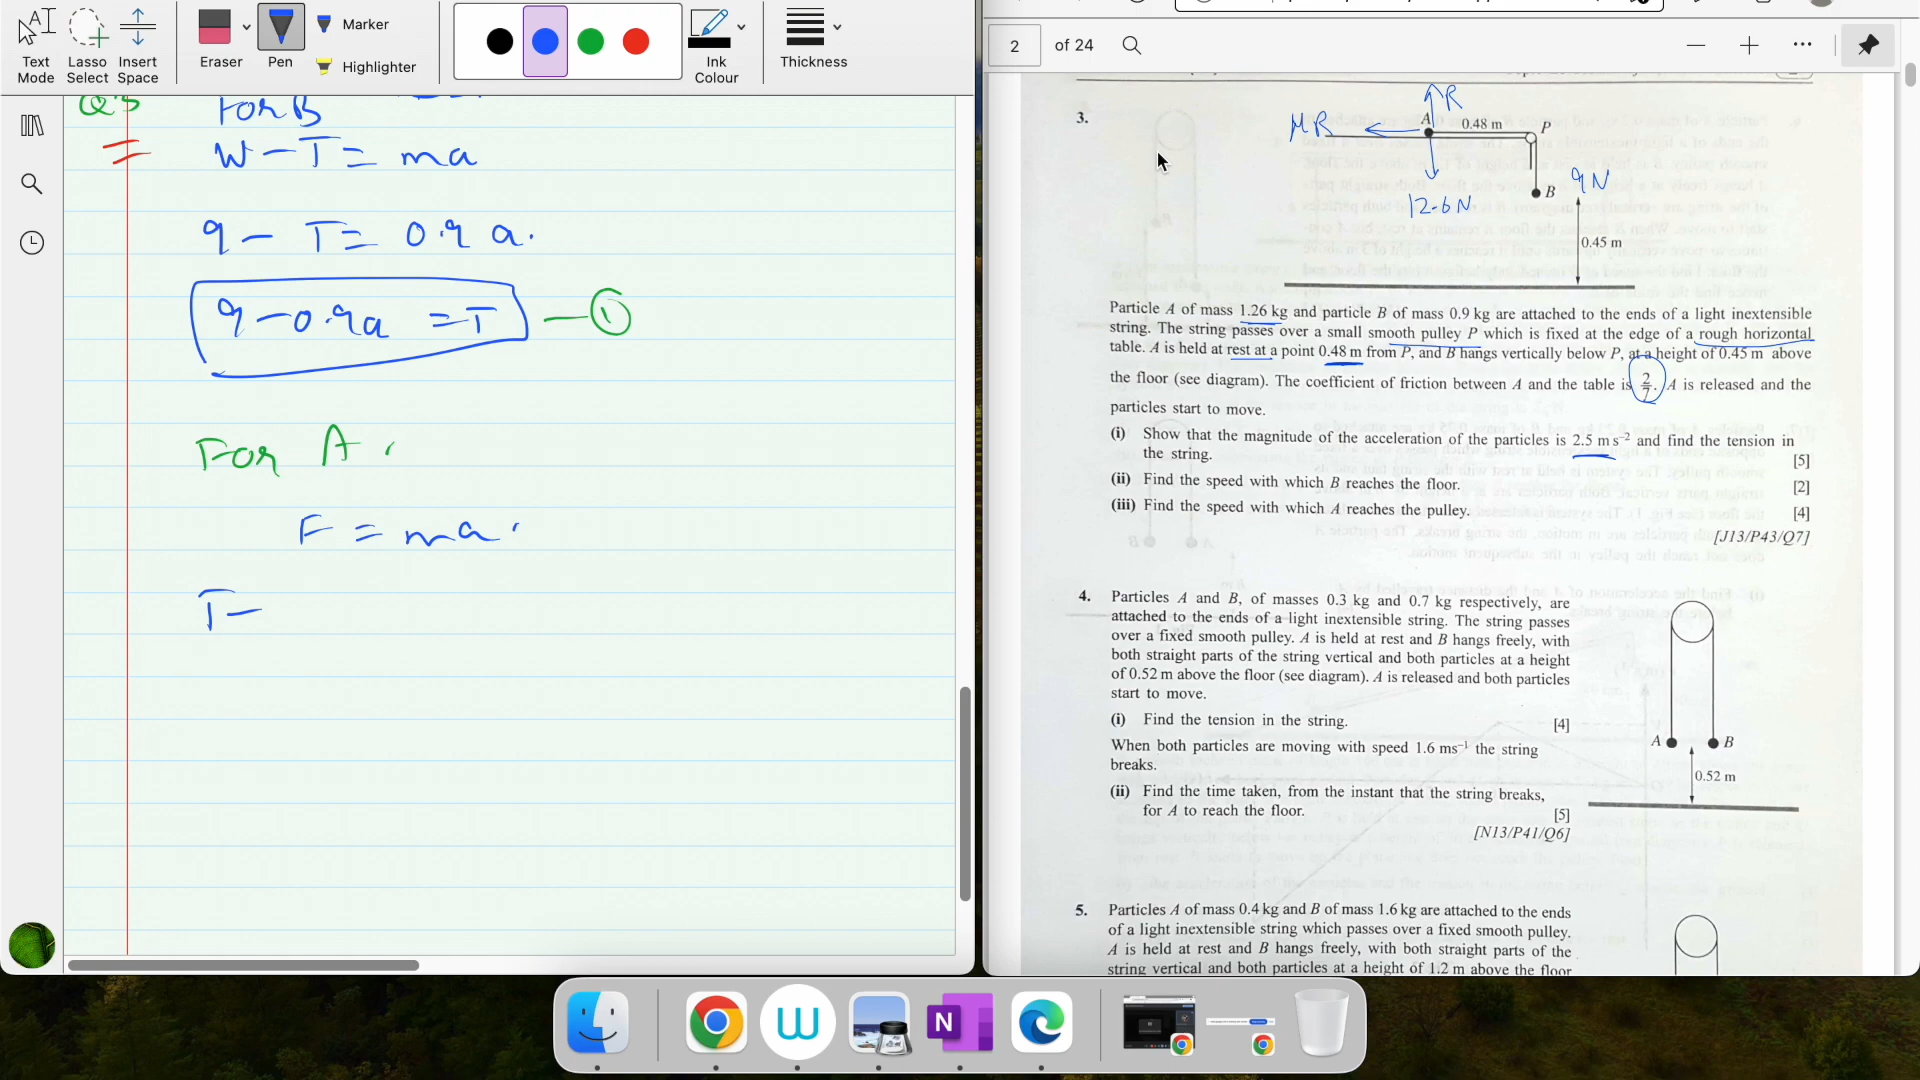 Text Mode
Lasso Select
Insert Space
Eraser
Pen
Marker
Highlighter
Ink Colour
Thickness
Q3
For B
W - T = ma
9 - T = 0.9 a.
9 - 0.9a = T — ①
For A
F = ma
T -
2 of 24
3.
μR
R
A
0.48 m
P
12.6 N
B
9N
0.45 m
Particle A of mass 1.26 kg and particle B of mass 0.9 kg are attached to the ends of a light inextensible
string. The string passes over a small smooth pulley P which is fixed at the edge of a rough horizontal
table. A is held at rest at a point 0.48 m from P, and B hangs vertically below P, at a height of 0.45 m above
the floor (see diagram). The coefficient of friction between A and the table is 2/7. A is released and the
particles start to move.
(i) Show that the magnitude of the acceleration of the particles is 2.5 m s⁻² and find the tension in
the string. [5]
(ii) Find the speed with which B reaches the floor. [2]
(iii) Find the speed with which A reaches the pulley. [4]
[J13/P43/Q7]
4. Particles A and B, of masses 0.3 kg and 0.7 kg respectively, are
attached to the ends of a light inextensible string. The string passes
over a fixed smooth pulley. A is held at rest and B hangs freely, with
both straight parts of the string vertical and both particles at a height
of 0.52 m above the floor (see diagram). A is released and both particles
start to move.
(i) Find the tension in the string. [4]
When both particles are moving with speed 1.6 ms⁻¹ the string
breaks.
(ii) Find the time taken, from the instant that the string breaks,
for A to reach the floor. [5]
[N13/P41/Q6]
A
B
0.52 m
5. Particles A of mass 0.4 kg and B of mass 1.6 kg are attached to the ends
of a light inextensible string which passes over a fixed smooth pulley.
A is held at rest and B hangs freely, with both straight parts of the
string vertical and both particles at a height of 1.2 m above the floor
N